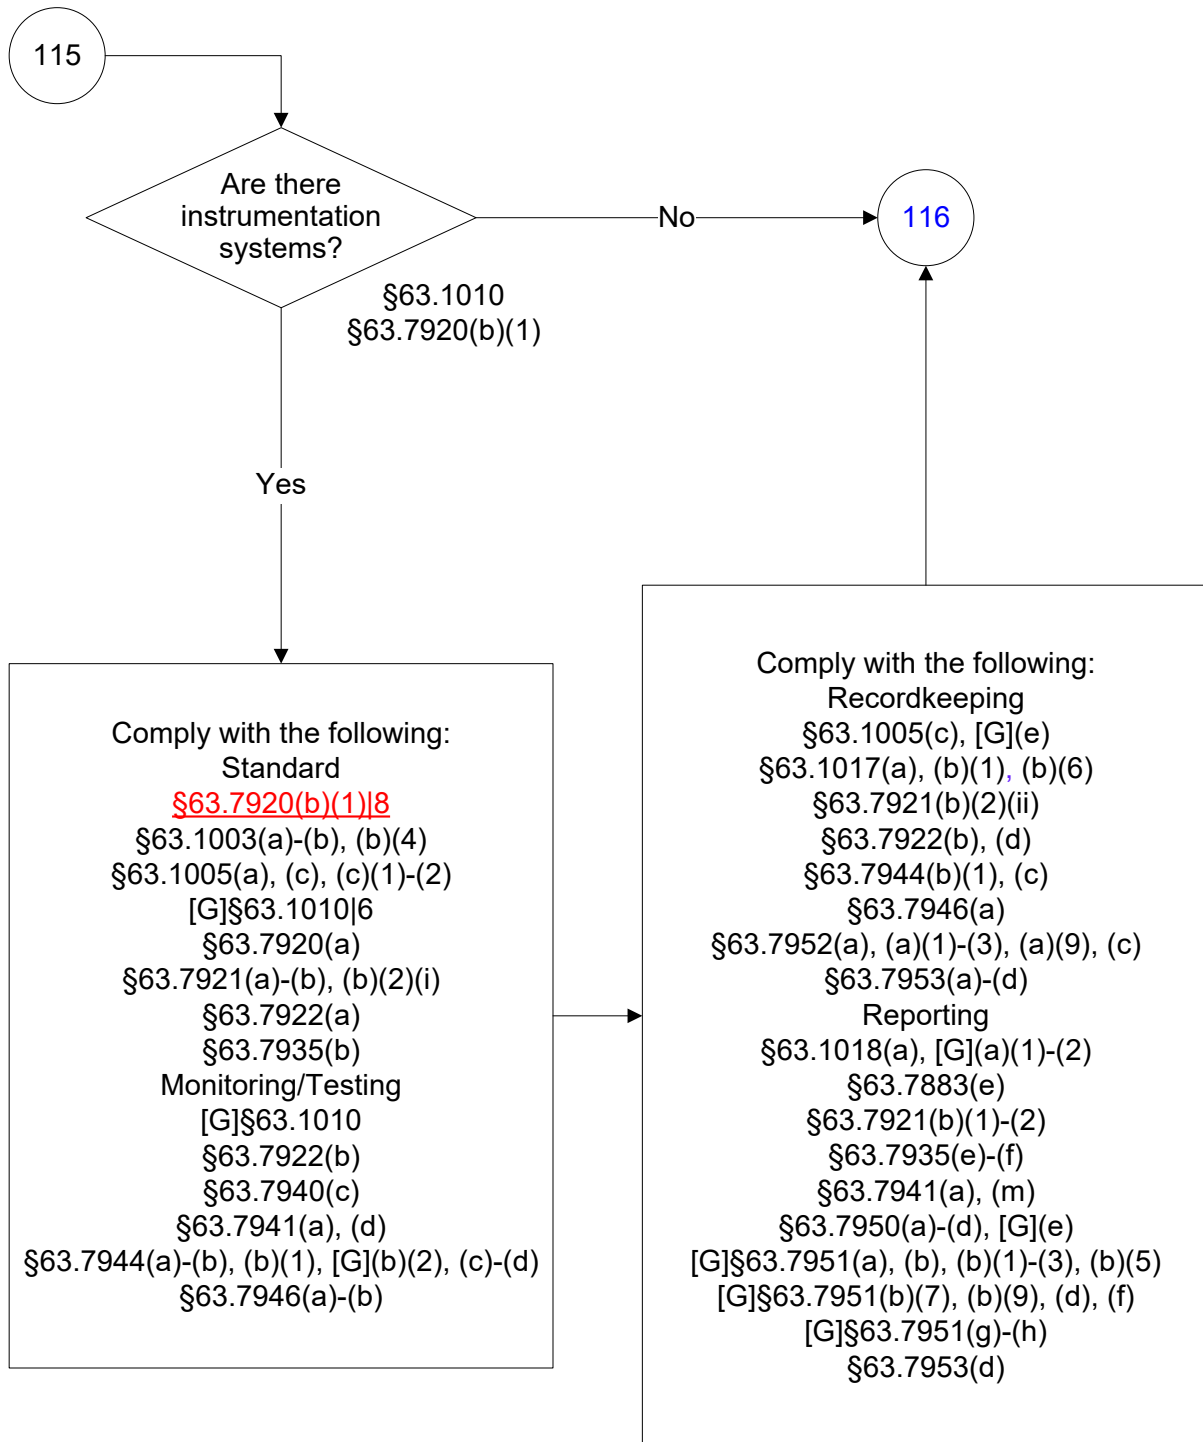 115
Are there
instrumentation
systems?
No
116
§63.1010
§63.7920(b)(1)
Yes
Comply with the following:
Standard
§63.7920(b)(1)|8
§63.1003(a)-(b), (b)(4)
§63.1005(a), (c), (c)(1)-(2)
[G]§63.1010|6
§63.7920(a)
§63.7921(a)-(b), (b)(2)(i)
§63.7922(a)
§63.7935(b)
Monitoring/Testing
[G]§63.1010
§63.7922(b)
§63.7940(c)
§63.7941(a), (d)
§63.7944(a)-(b), (b)(1), [G](b)(2), (c)-(d)
§63.7946(a)-(b)
Comply with the following:
Recordkeeping
§63.1005(c), [G](e)
§63.1017(a), (b)(1), (b)(6)
§63.7921(b)(2)(ii)
§63.7922(b), (d)
§63.7944(b)(1), (c)
§63.7946(a)
§63.7952(a), (a)(1)-(3), (a)(9), (c)
§63.7953(a)-(d)
Reporting
§63.1018(a), [G](a)(1)-(2)
§63.7883(e)
§63.7921(b)(1)-(2)
§63.7935(e)-(f)
§63.7941(a), (m)
§63.7950(a)-(d), [G](e)
[G]§63.7951(a), (b), (b)(1)-(3), (b)(5)
[G]§63.7951(b)(7), (b)(9), (d), (f)
[G]§63.7951(g)-(h)
§63.7953(d)